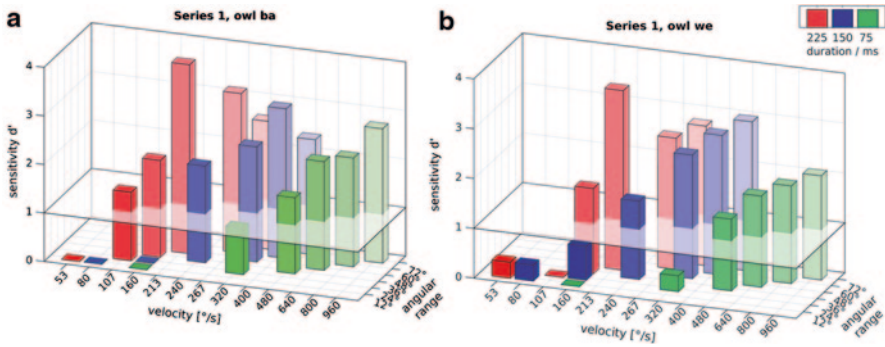 a
Series 1, owl ba
sensitivity d'
4
3
2
1
0
53
80
107
160
213
240
267
320
400
480
640
800
960
velocity [°/s]
angular
range
b
Series 1, owl we
225 150 75
duration / ms
sensitivity d'
4
3
2
1
0
53
80
107
160
213
240
267
320
400
480
640
800
960
velocity [°/s]
angular
range